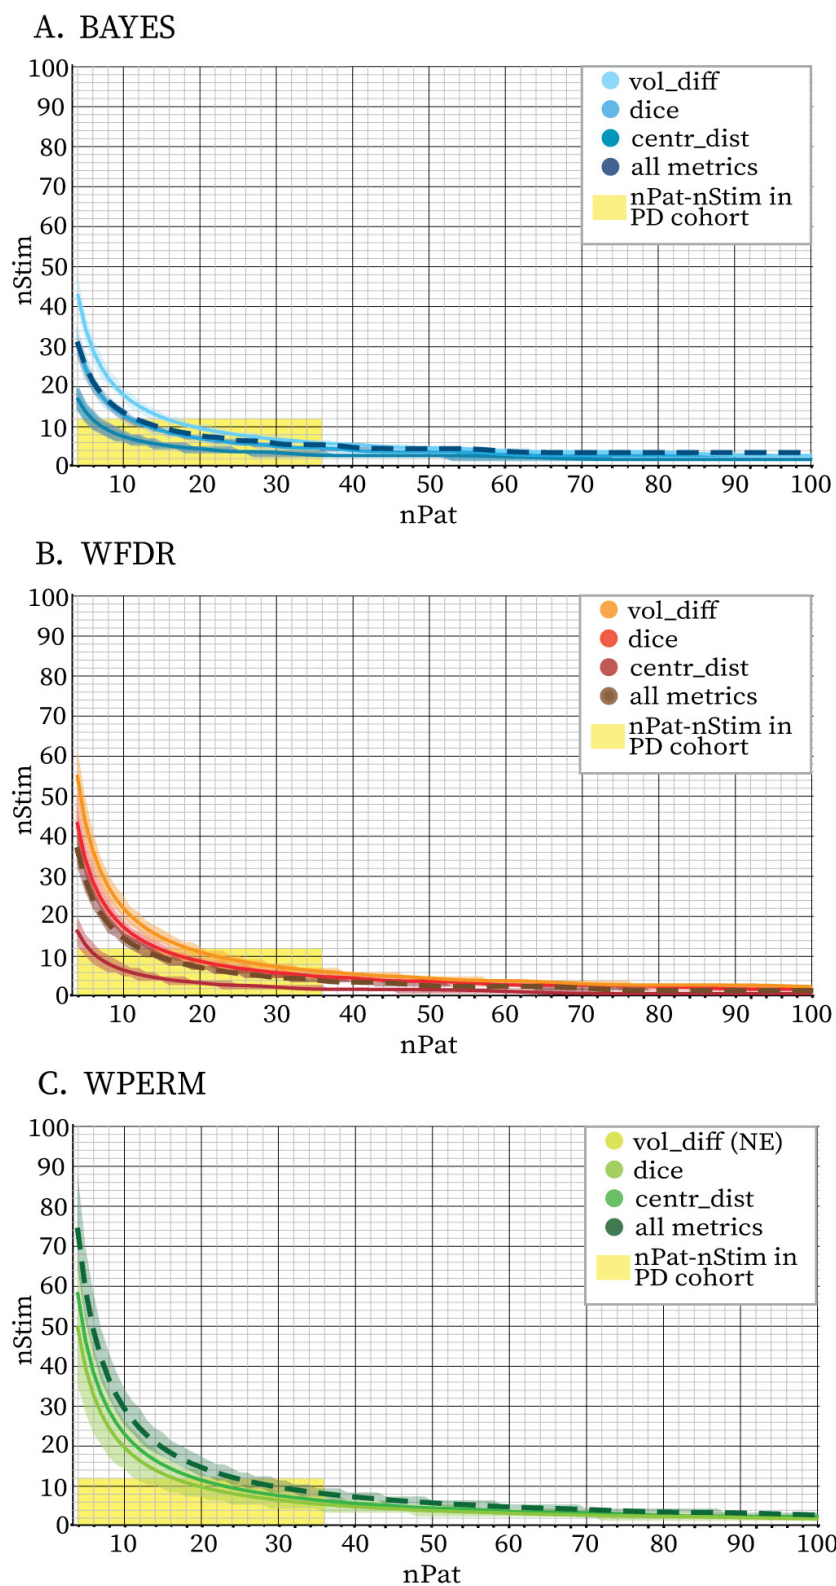 A. BAYES
100
90
80
70
60
50
40
30
20
10
0
nStim
vol_diff
dice
centr_dist
all metrics
nPat-nStim in
PD cohort
10 20 30 40 50 60 70 80 90 100
nPat
B. WFDR
100
90
80
70
60
50
40
30
20
10
0
nStim
vol_diff
dice
centr_dist
all metrics
nPat-nStim in
PD cohort
10 20 30 40 50 60 70 80 90 100
nPat
C. WPERM
100
90
80
70
60
50
40
30
20
10
0
nStim
vol_diff (NE)
dice
centr_dist
all metrics
nPat-nStim in
PD cohort
10 20 30 40 50 60 70 80 90 100
nPat